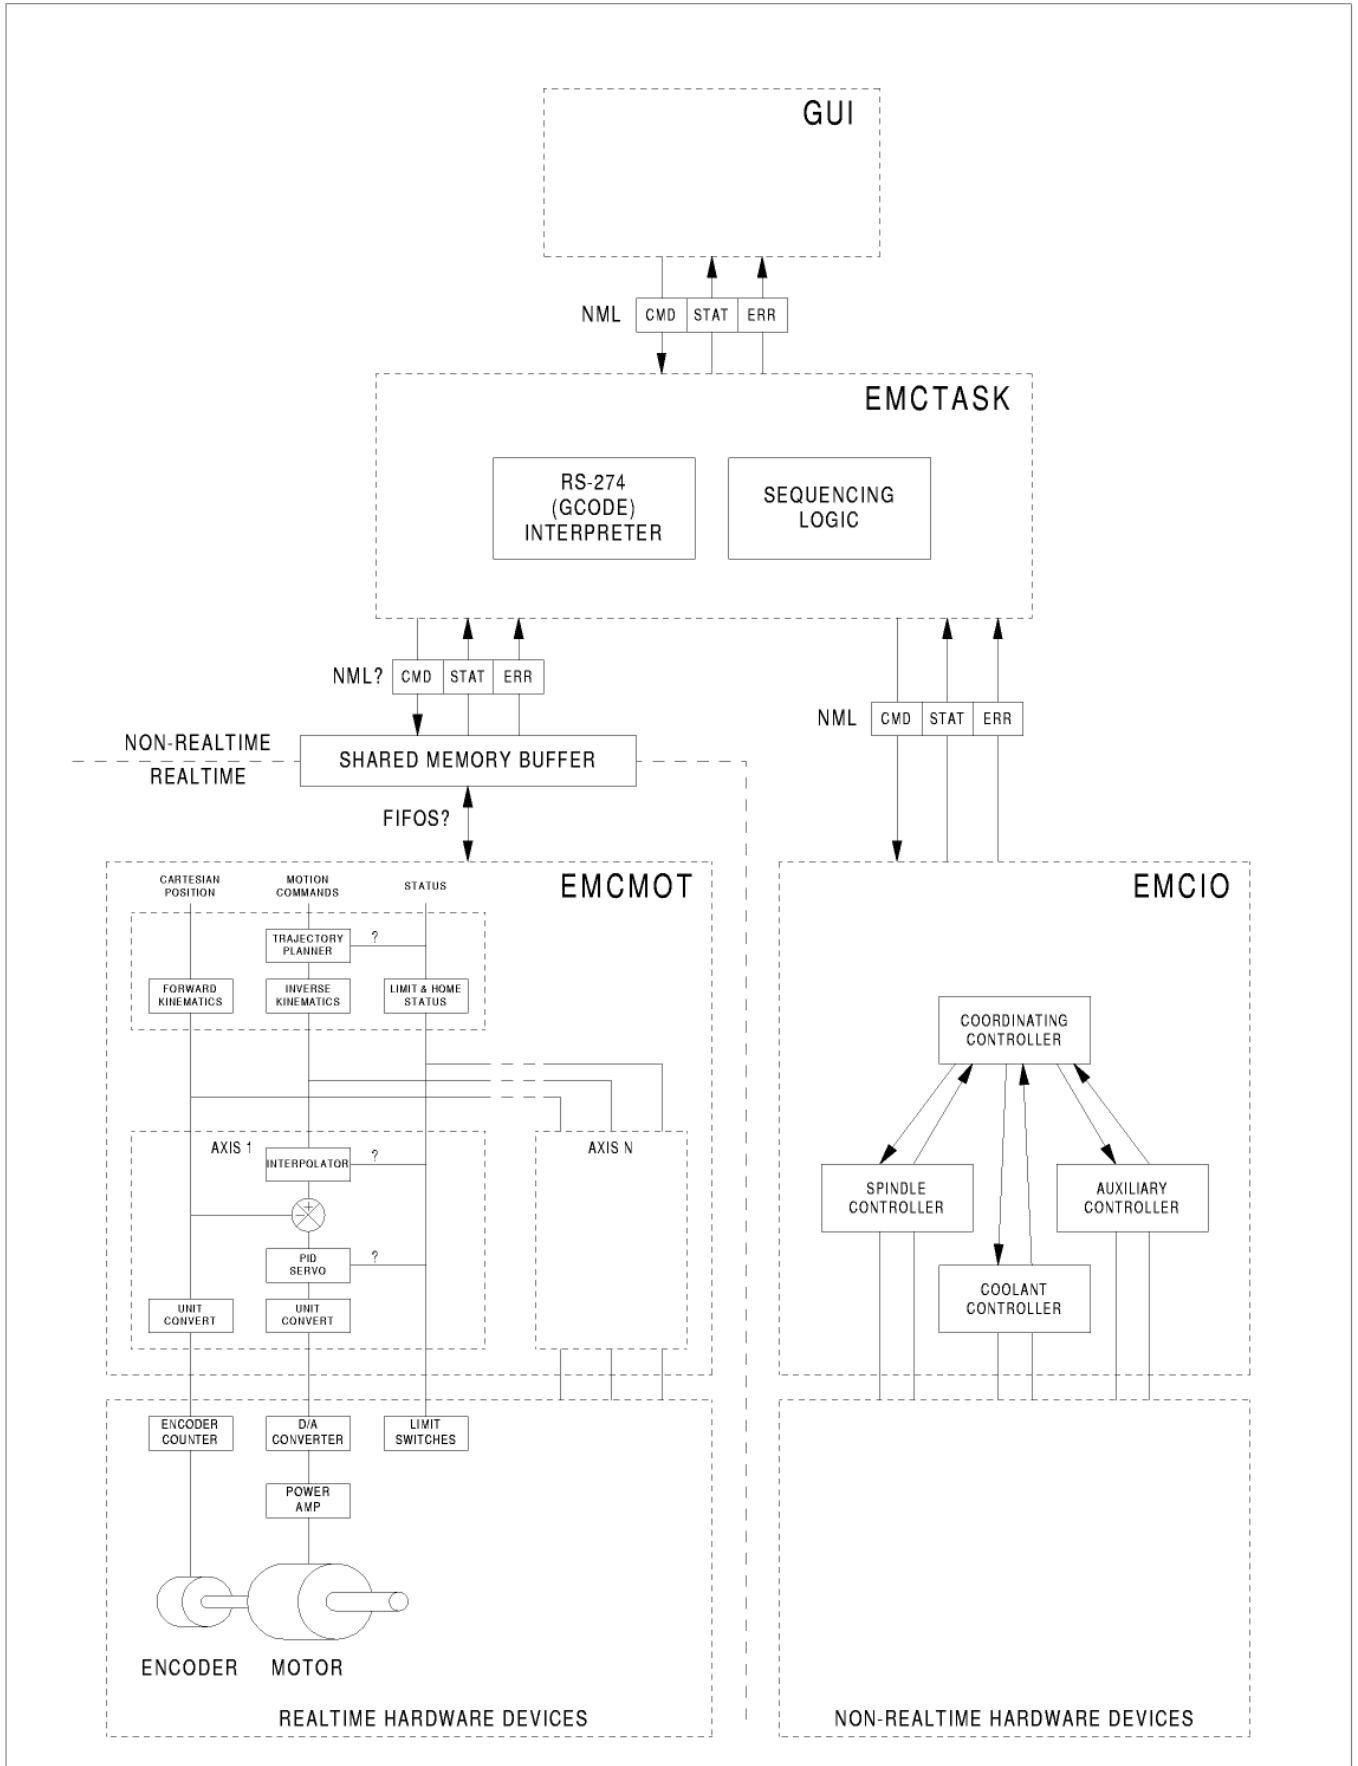 GUI
NML
CMD
STAT
ERR
EMCTASK
RS-274
(GCODE)
INTERPRETER
SEQUENCING
LOGIC
NML?
CMD
STAT
ERR
NML
CMD
STAT
ERR
NON-REALTIME
REALTIME
SHARED MEMORY BUFFER
FIFOS?
EMCMOT
CARTESIAN
POSITION
MOTION
COMMANDS
STATUS
TRAJECTORY
PLANNER
?
FORWARD
KINEMATICS
INVERSE
KINEMATICS
LIMIT & HOME
STATUS
AXIS 1
INTERPOLATOR
?
+
−
PID
SERVO
?
UNIT
CONVERT
UNIT
CONVERT
AXIS N
EMCIO
COORDINATING
CONTROLLER
SPINDLE
CONTROLLER
AUXILIARY
CONTROLLER
COOLANT
CONTROLLER
ENCODER
COUNTER
D/A
CONVERTER
LIMIT
SWITCHES
POWER
AMP
ENCODER
MOTOR
REALTIME HARDWARE DEVICES
NON-REALTIME HARDWARE DEVICES